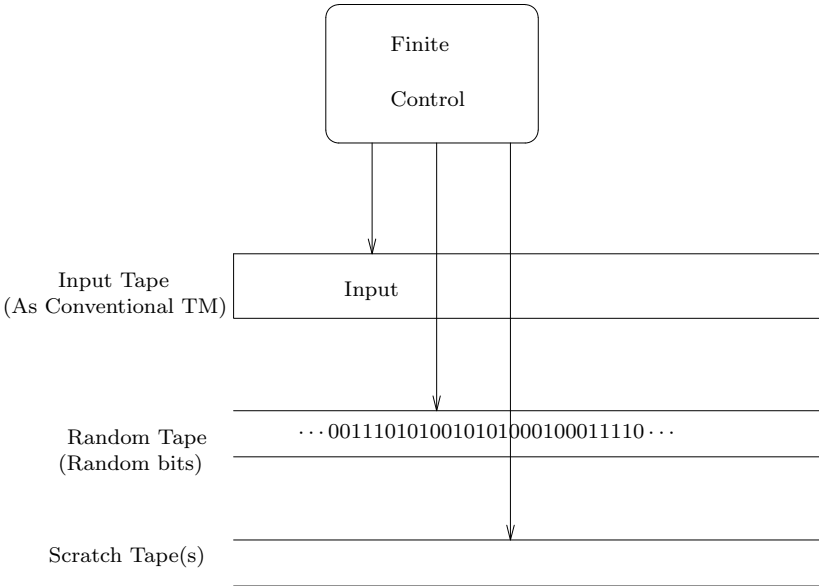 Finite
Control
Input Tape
(As Conventional TM)
Input
Random Tape
(Random bits)
···0011101010010101000100011110···
Scratch Tape(s)